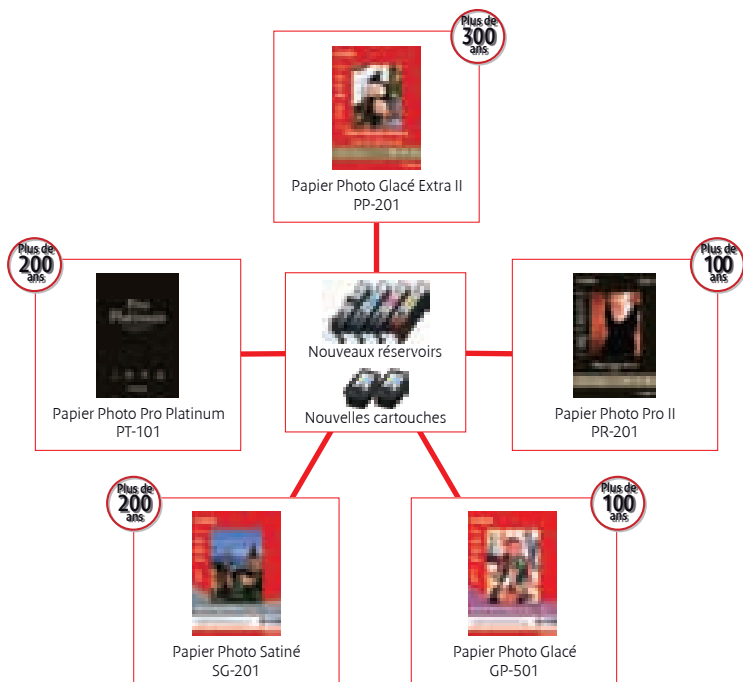 Plus de
300
ans
Papier Photo Glacé Extra II
PP-201
Plus de
200
ans
Pro
Platinum
Papier Photo Pro Platinum
PT-101
Nouveaux réservoirs
Nouvelles cartouches
Plus de
100
ans
Papier Photo Pro II
PR-201
Plus de
200
ans
Papier Photo Satiné
SG-201
Plus de
100
ans
Papier Photo Glacé
GP-501